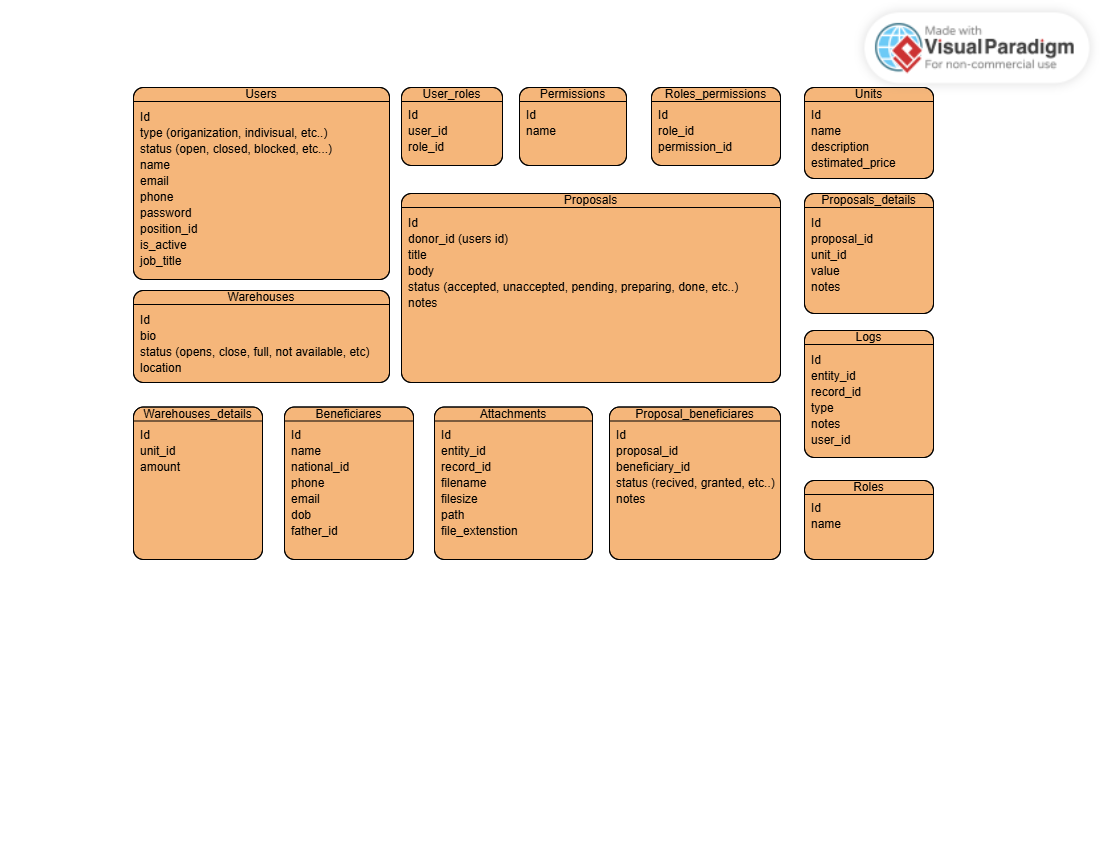 Made with
Visual Paradigm
For non-commercial use
Users
Id
type (origanization, indivisual, etc..)
status (open, closed, blocked, etc...)
name
email
phone
password
position_id
is_active
job_title
User_roles
Id
user_id
role_id
Permissions
Id
name
Roles_permissions
Id
role_id
permission_id
Units
Id
name
description
estimated_price
Proposals
Id
donor_id (users id)
title
body
status (accepted, unaccepted, pending, preparing, done, etc..)
notes
Proposals_details
Id
proposal_id
unit_id
value
notes
Warehouses
Id
bio
status (opens, close, full, not available, etc)
location
Logs
Id
entity_id
record_id
type
notes
user_id
Warehouses_details
Id
unit_id
amount
Beneficiares
Id
name
national_id
phone
email
dob
father_id
Attachments
Id
entity_id
record_id
filename
filesize
path
file_extenstion
Proposal_beneficiares
Id
proposal_id
beneficiary_id
status (recived, granted, etc..)
notes
Roles
Id
name